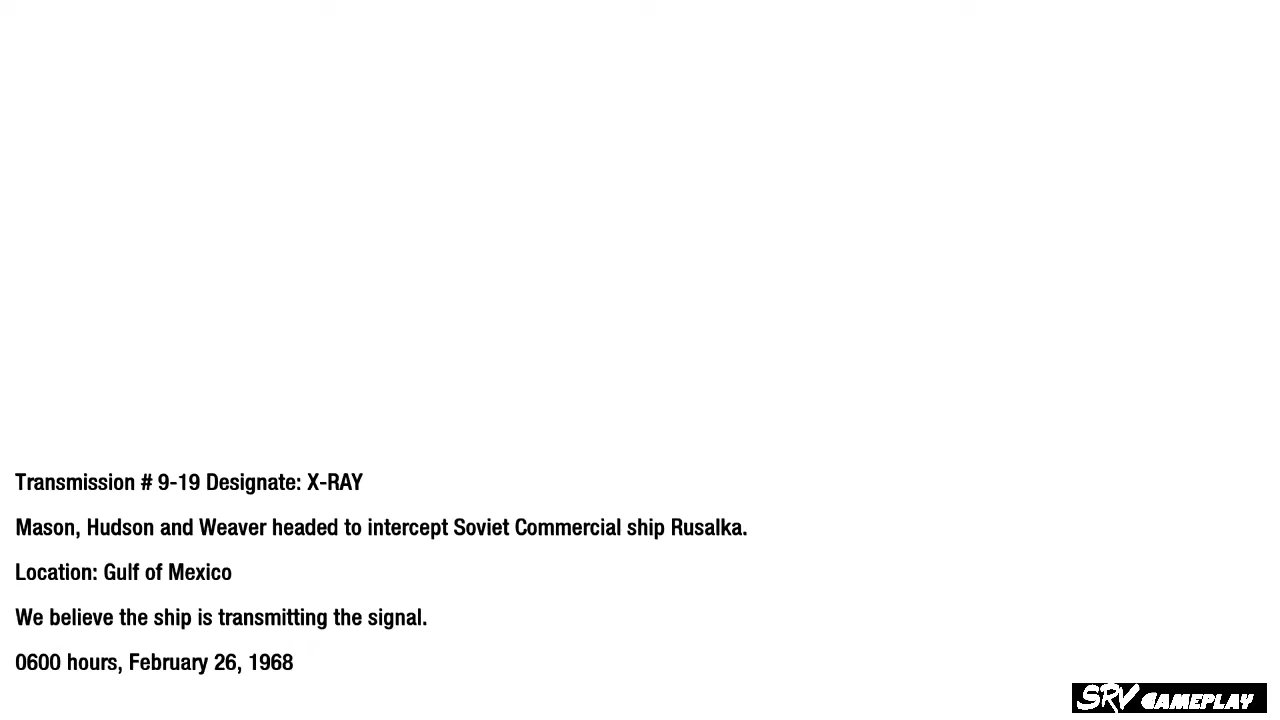 Transmission # 9-19 Designate: X-RAY
Mason, Hudson and Weaver headed to intercept Soviet Commercial ship Rusalka.
Location: Gulf of Mexico
We believe the ship is transmitting the signal.
0600 hours, February 26, 1968
SRV GAMEPLAY